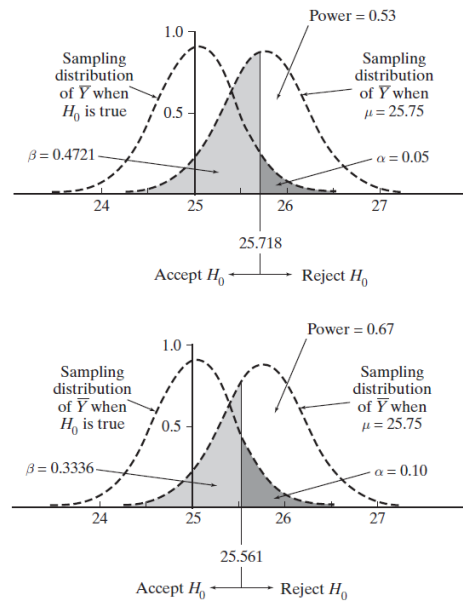 Power = 0.53
1.0
Sampling
distribution
of Y̅ when
H₀ is true
Sampling
distribution
of Y̅ when
μ = 25.75
0.5
β = 0.4721
α = 0.05
24
25
26
27
25.718
Accept H₀
Reject H₀
Power = 0.67
1.0
Sampling
distribution
of Y̅ when
H₀ is true
Sampling
distribution
of Y̅ when
μ = 25.75
0.5
β = 0.3336
α = 0.10
24
25
26
27
25.561
Accept H₀
Reject H₀